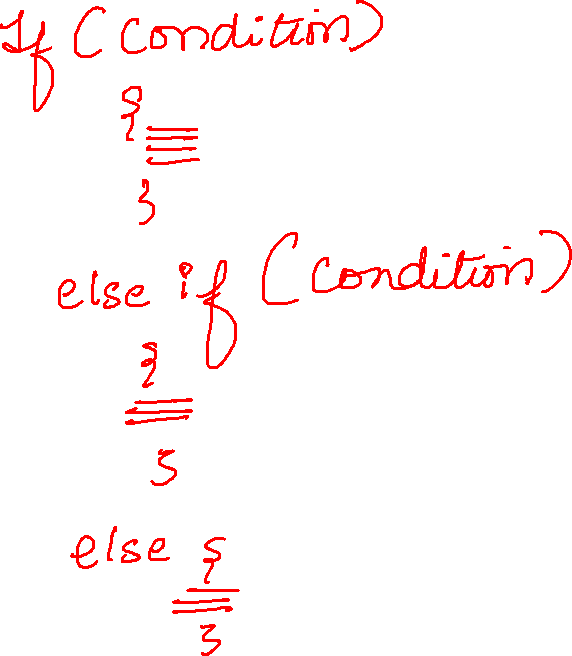 If (condition)
{
}
else if (condition)
{
}
else {
}